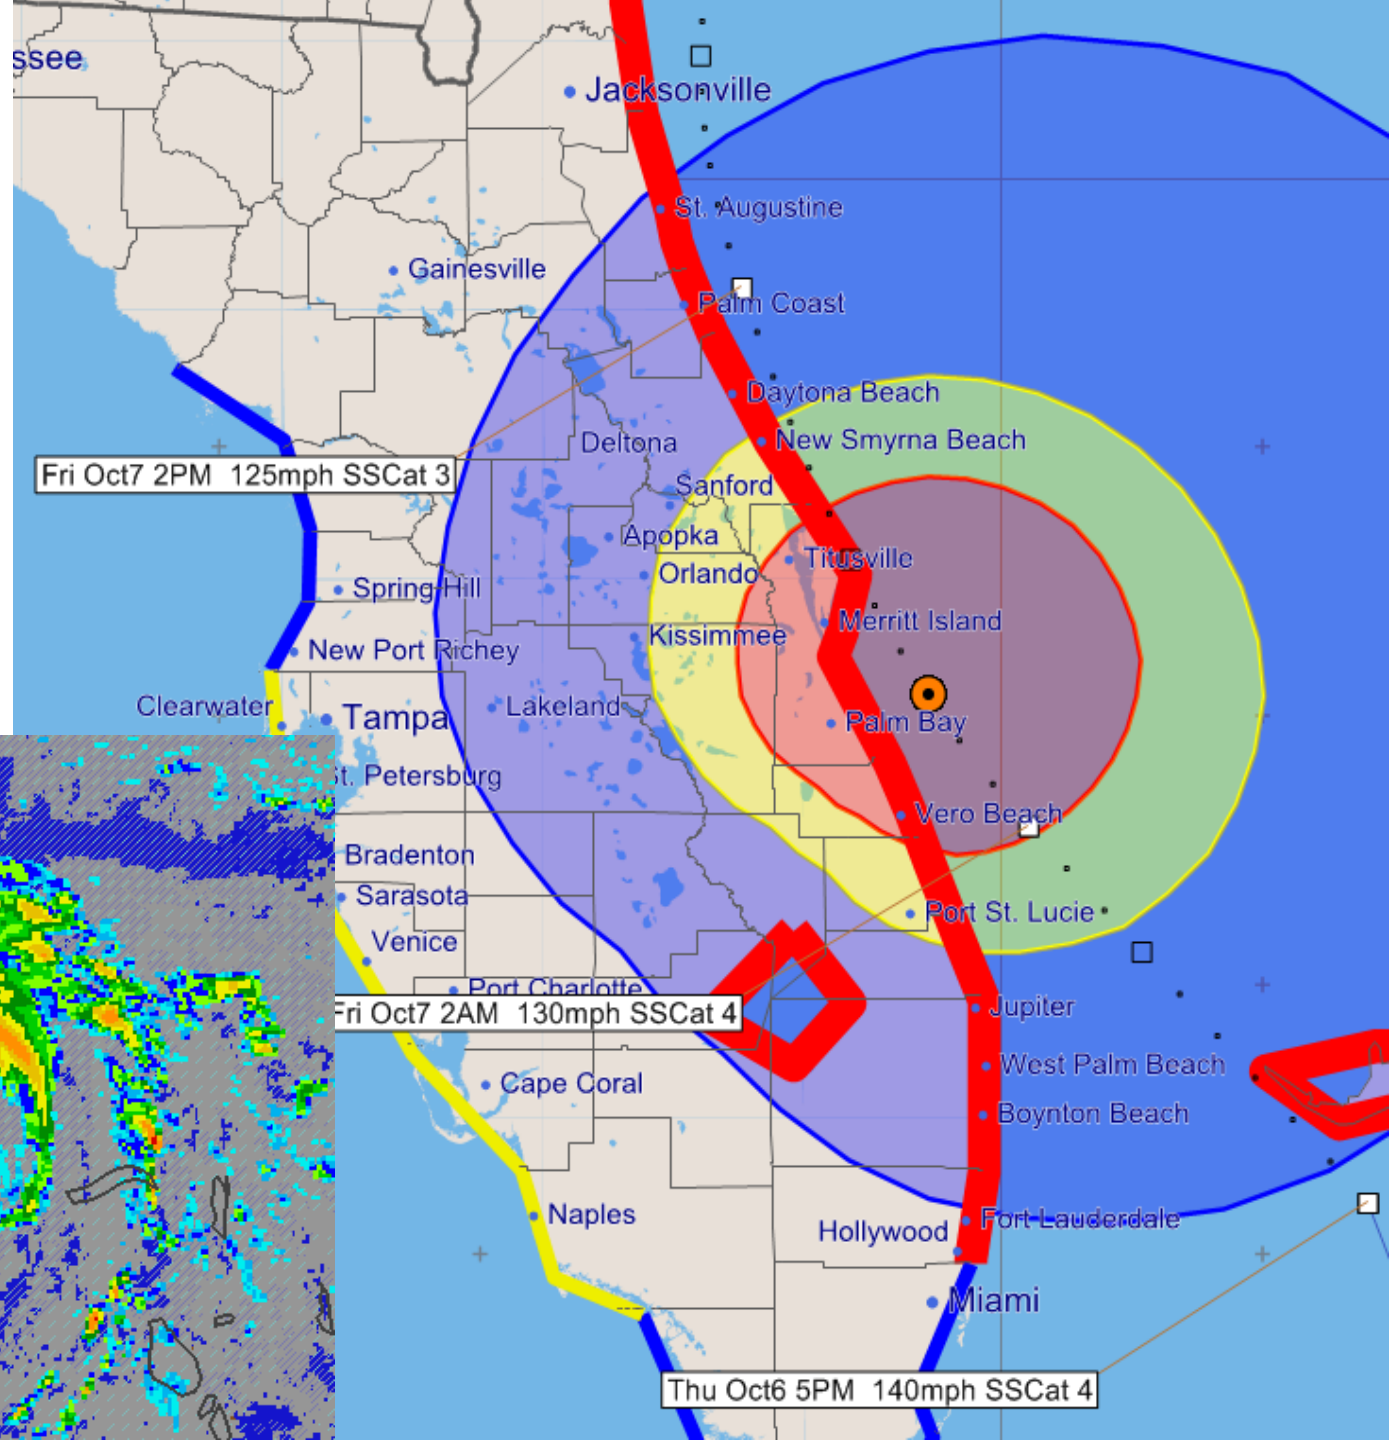 ssee
Jacksonville
St. Augustine
Gainesville
Palm Coast
Daytona Beach
Deltona
New Smyrna Beach
Fri Oct7 2PM 125mph SSCat 3
Sanford
Apopka
Titusville
Orlando
Spring Hill
Merritt Island
Kissimmee
New Port Richey
Clearwater
Lakeland
Tampa
Palm Bay
St. Petersburg
Vero Beach
Bradenton
Sarasota
Port St. Lucie
Venice
Port Charlotte
Fri Oct7 2AM 130mph SSCat 4
Jupiter
West Palm Beach
Cape Coral
Boynton Beach
Naples
Fort Lauderdale
Hollywood
Miami
Thu Oct6 5PM 140mph SSCat 4